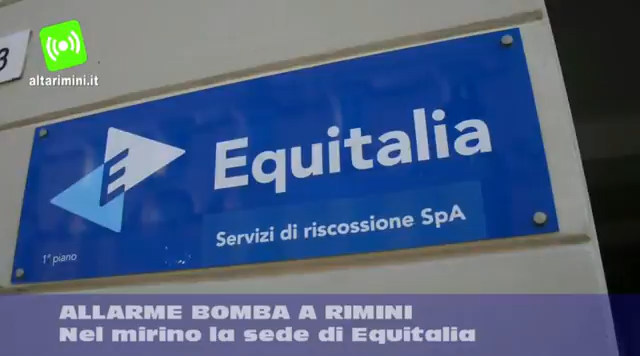 3
altarimini.it
Equitalia
Servizi di riscossione SpA
1° piano
ALLARME BOMBA A RIMINI
Nel mirino la sede di Equitalia